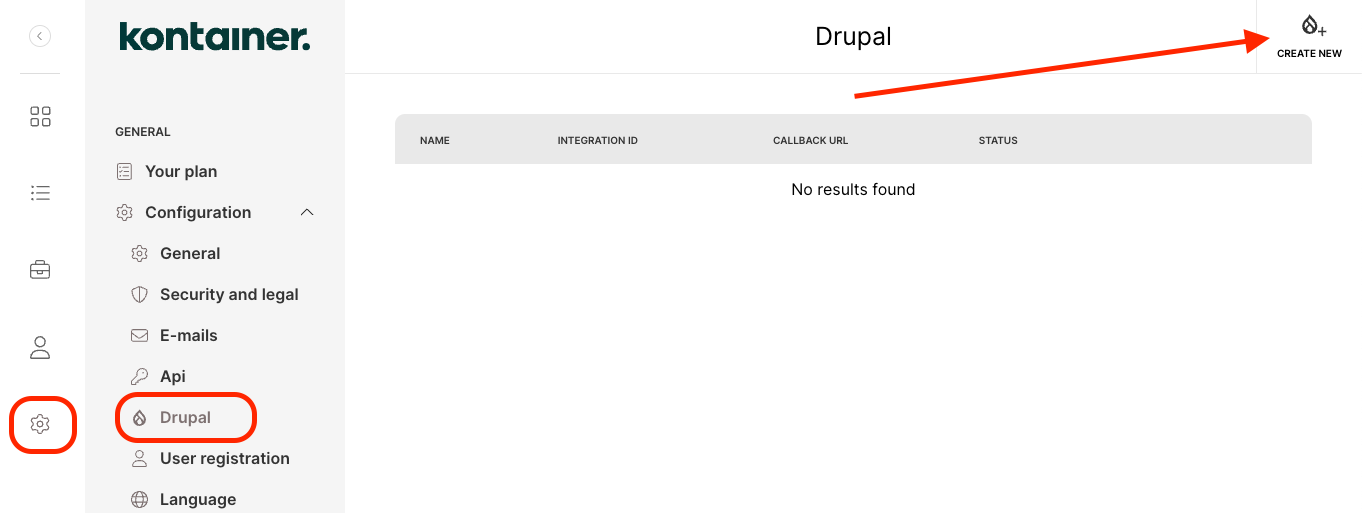 kontainer.
Drupal
CREATE NEW
GENERAL
Your plan
Configuration
General
Security and legal
E-mails
Api
Drupal
User registration
Language
NAME INTEGRATION ID CALLBACK URL STATUS
No results found